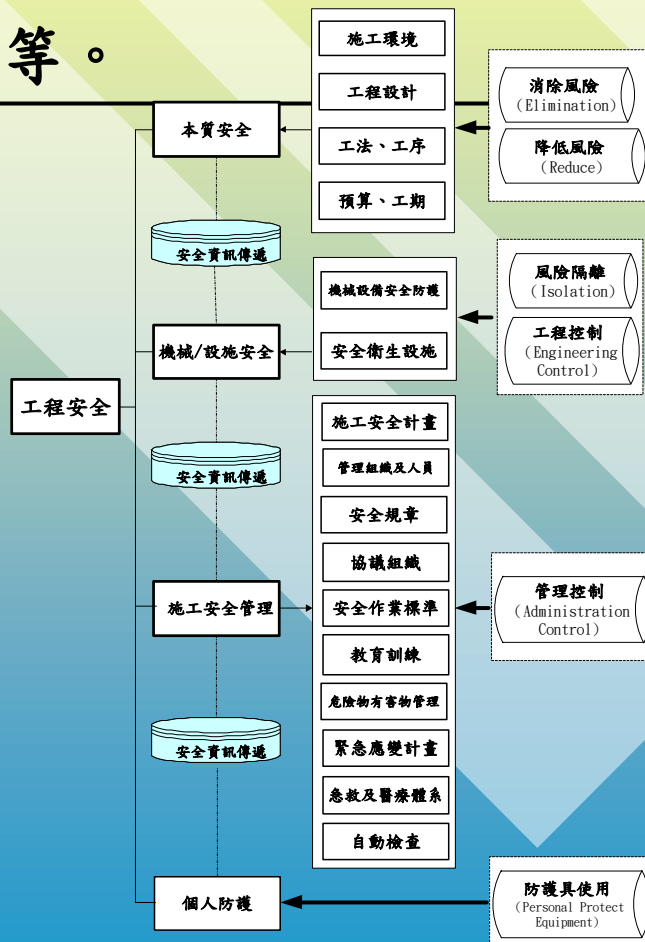 等。
施工環境
工程設計
工法、工序
預算、工期
消除風險
(Elimination)
降低風險
(Reduce)
本質安全
安全資訊傳遞
機械設備安全防護
安全衛生設施
風險隔離
(Isolation)
工程控制
(Engineering
Control)
機械/設施安全
工程安全
安全資訊傳遞
施工安全計畫
管理組織及人員
安全規章
協議組織
安全作業標準
教育訓練
危險物有害物管理
緊急應變計畫
急救及醫療體系
自動檢查
管理控制
(Administration
Control)
施工安全管理
安全資訊傳遞
個人防護
防護具使用
(Personal Protect
Equipment)